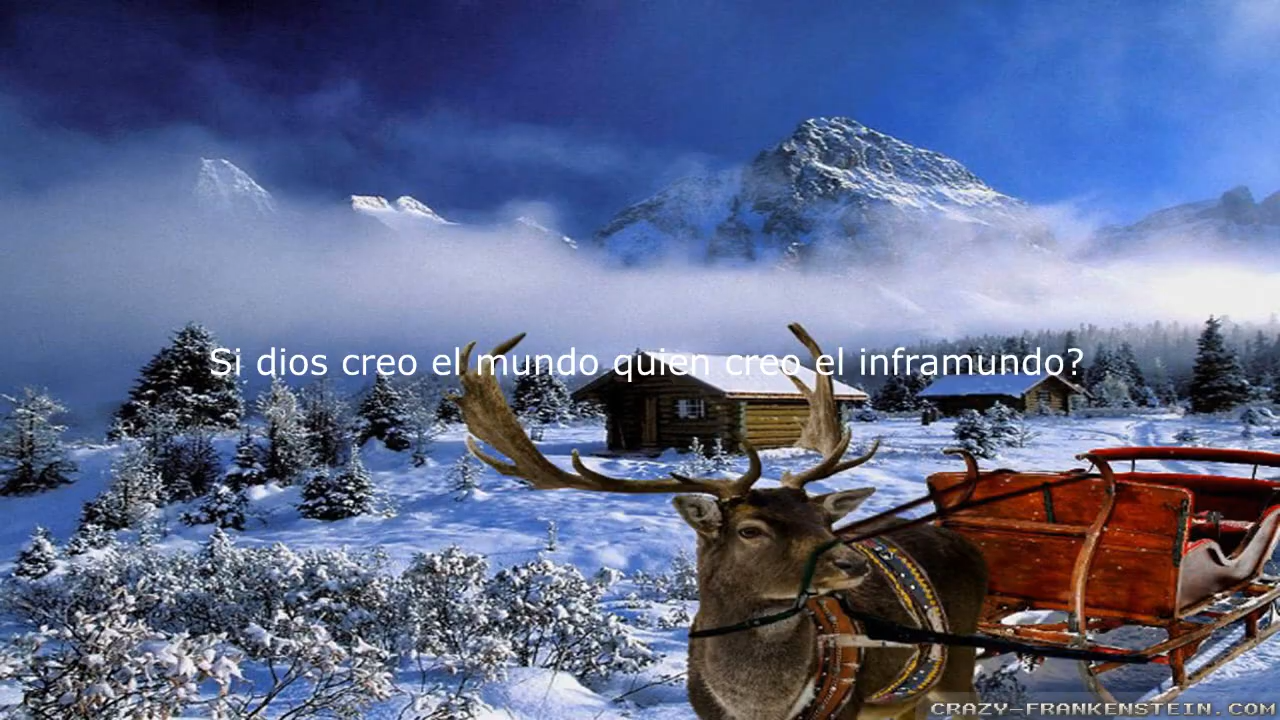 Si dios creo el mundo quien creo el inframundo?
CRAZY-FRANKENSTEIN.COM